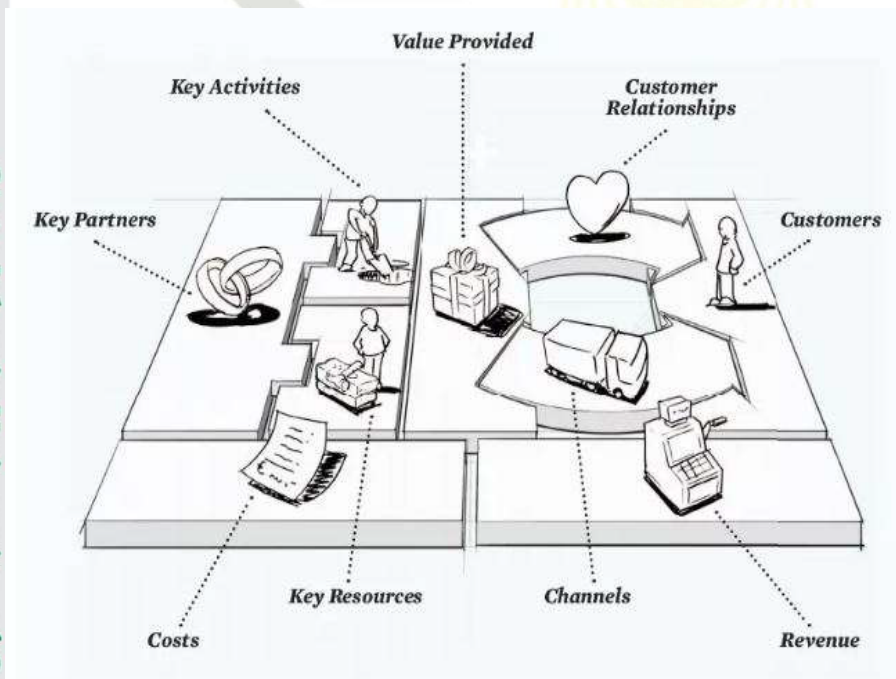 Value Provided
Key Activities
Customer
Relationships
Key Partners
Customers
Key Resources
Channels
Costs
Revenue